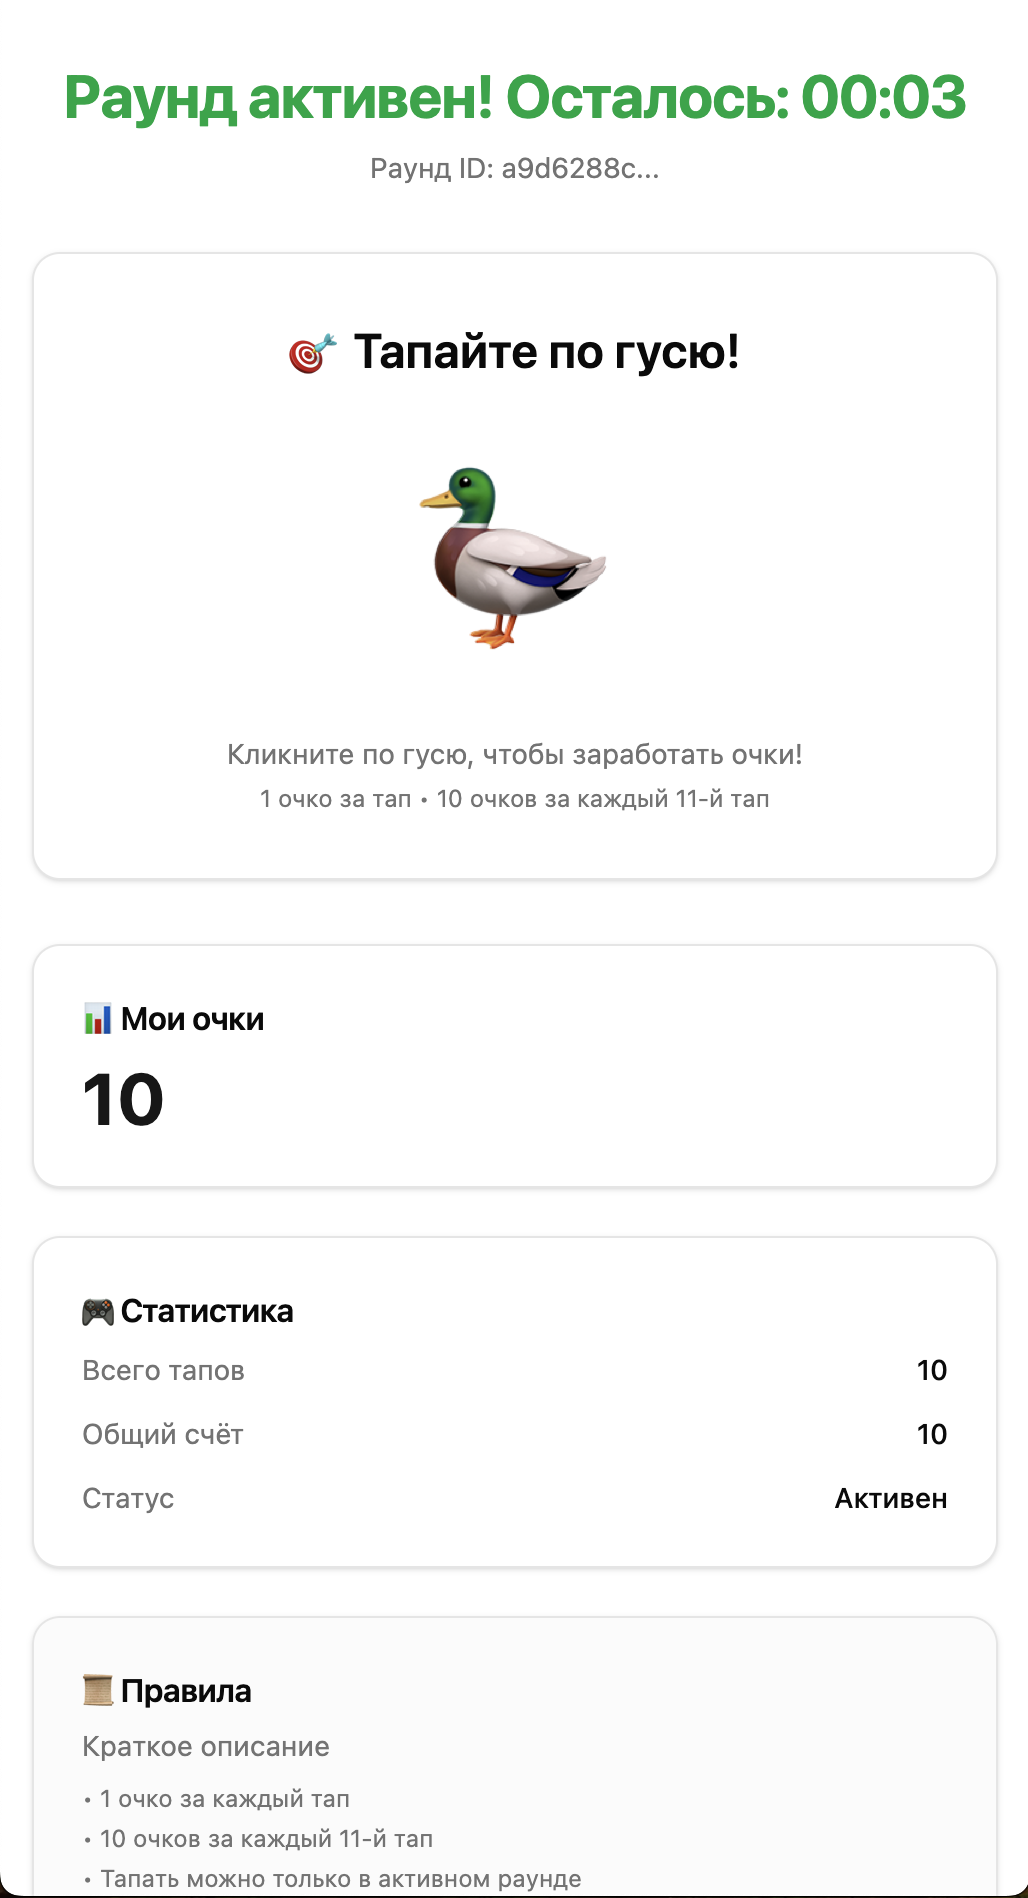 Раунд активен! Осталось: 00:03
Раунд ID: a9d6288c...
Тапайте по гусю!
Кликните по гусю, чтобы заработать очки!
1 очко за тап • 10 очков за каждый 11-й тап
Мои очки
10
Статистика
Всего тапов 10
Общий счёт 10
Статус Активен
Правила
Краткое описание
• 1 очко за каждый тап
• 10 очков за каждый 11-й тап
• Тапать можно только в активном раунде